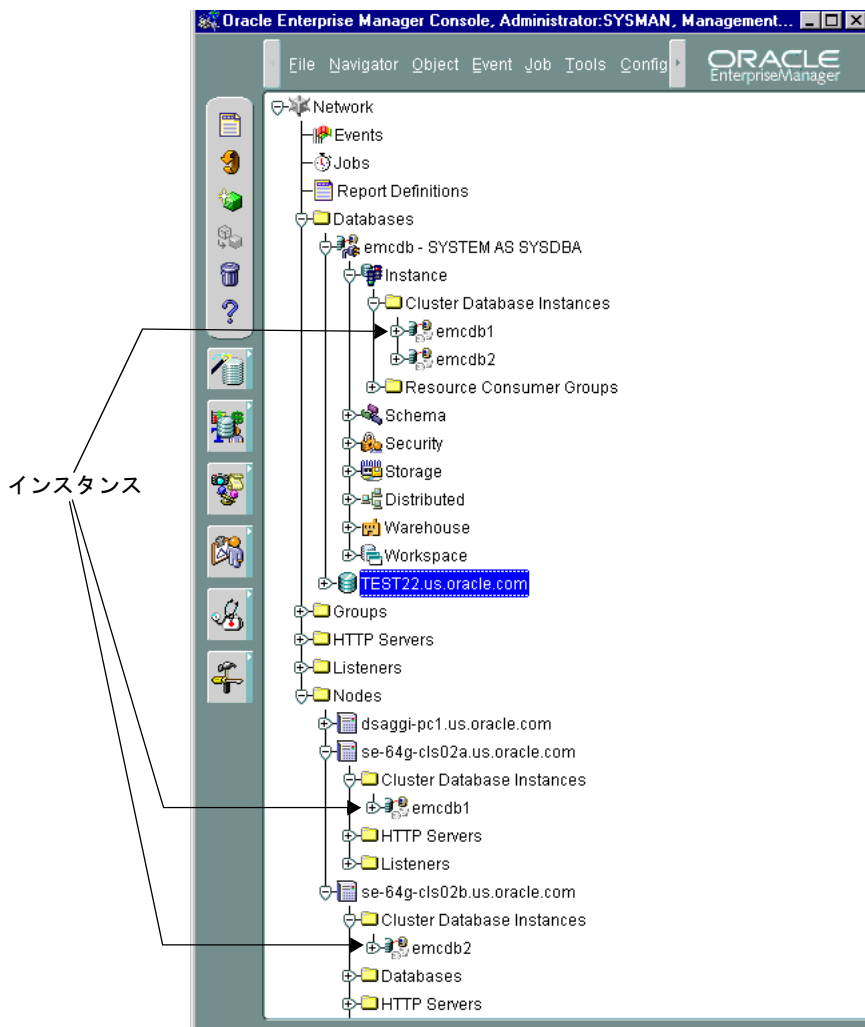 Oracle Enterprise Manager Console, Administrator:SYSMAN, Management...
File Navigator Object Event Job Tools Config
ORACLE
EnterpriseManager
Network
Events
Jobs
Report Definitions
Databases
emcdb - SYSTEM AS SYSDBA
Instance
Cluster Database Instances
emcdb1
emcdb2
Resource Consumer Groups
Schema
Security
Storage
インスタンス
Distributed
Warehouse
Workspace
TEST22.us.oracle.com
Groups
HTTP Servers
Listeners
Nodes
dsaggi-pc1.us.oracle.com
se-64g-cls02a.us.oracle.com
Cluster Database Instances
emcdb1
HTTP Servers
Listeners
se-64g-cls02b.us.oracle.com
Cluster Database Instances
emcdb2
Databases
HTTP Servers